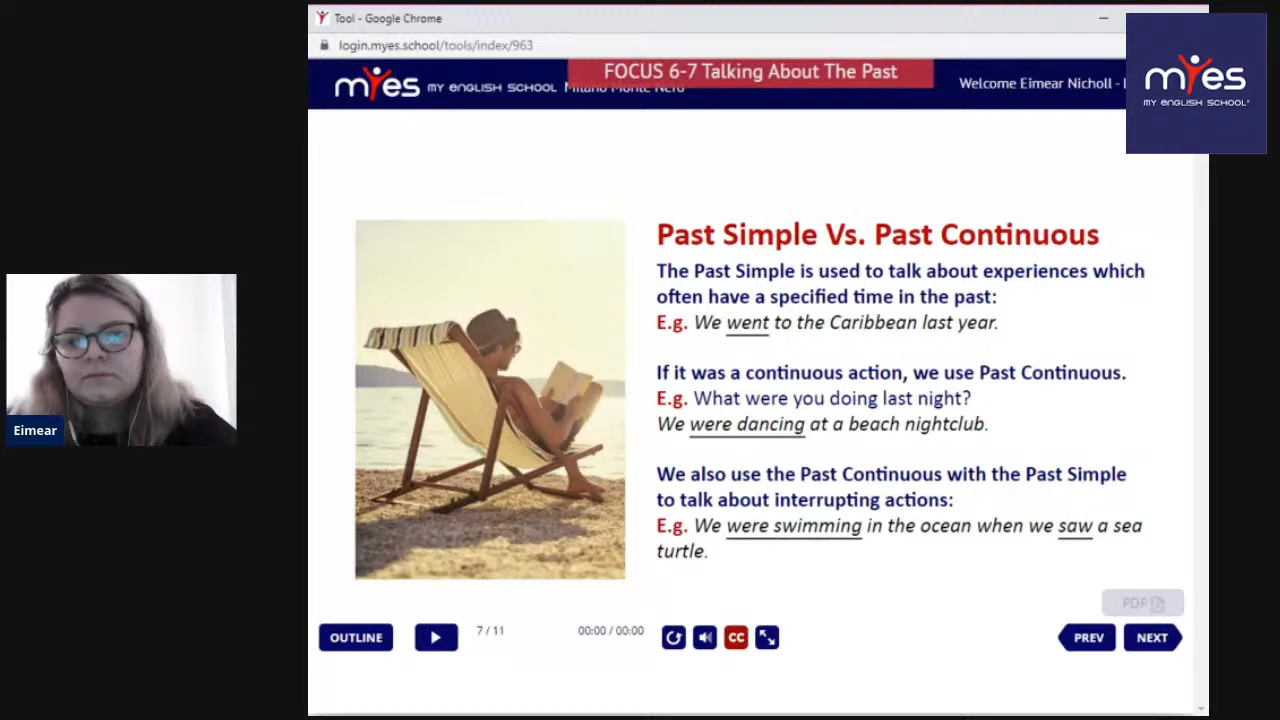 Tool - Google Chrome
login.myes.school/tools/index/963
FOCUS 6-7 Talking About The Past
myes MY ENGLISH SCHOOL Milano Monte Nero
Welcome Eimear Nicholl -
myes
MY ENGLISH SCHOOL
Past Simple Vs. Past Continuous
The Past Simple is used to talk about experiences which
often have a specified time in the past:
E.g. We went to the Caribbean last year.
If it was a continuous action, we use Past Continuous.
E.g. What were you doing last night?
We were dancing at a beach nightclub.
We also use the Past Continuous with the Past Simple
to talk about interrupting actions:
E.g. We were swimming in the ocean when we saw a sea
turtle.
Eimear
PDF
OUTLINE
7 / 11
00:00 / 00:00
CC
PREV
NEXT